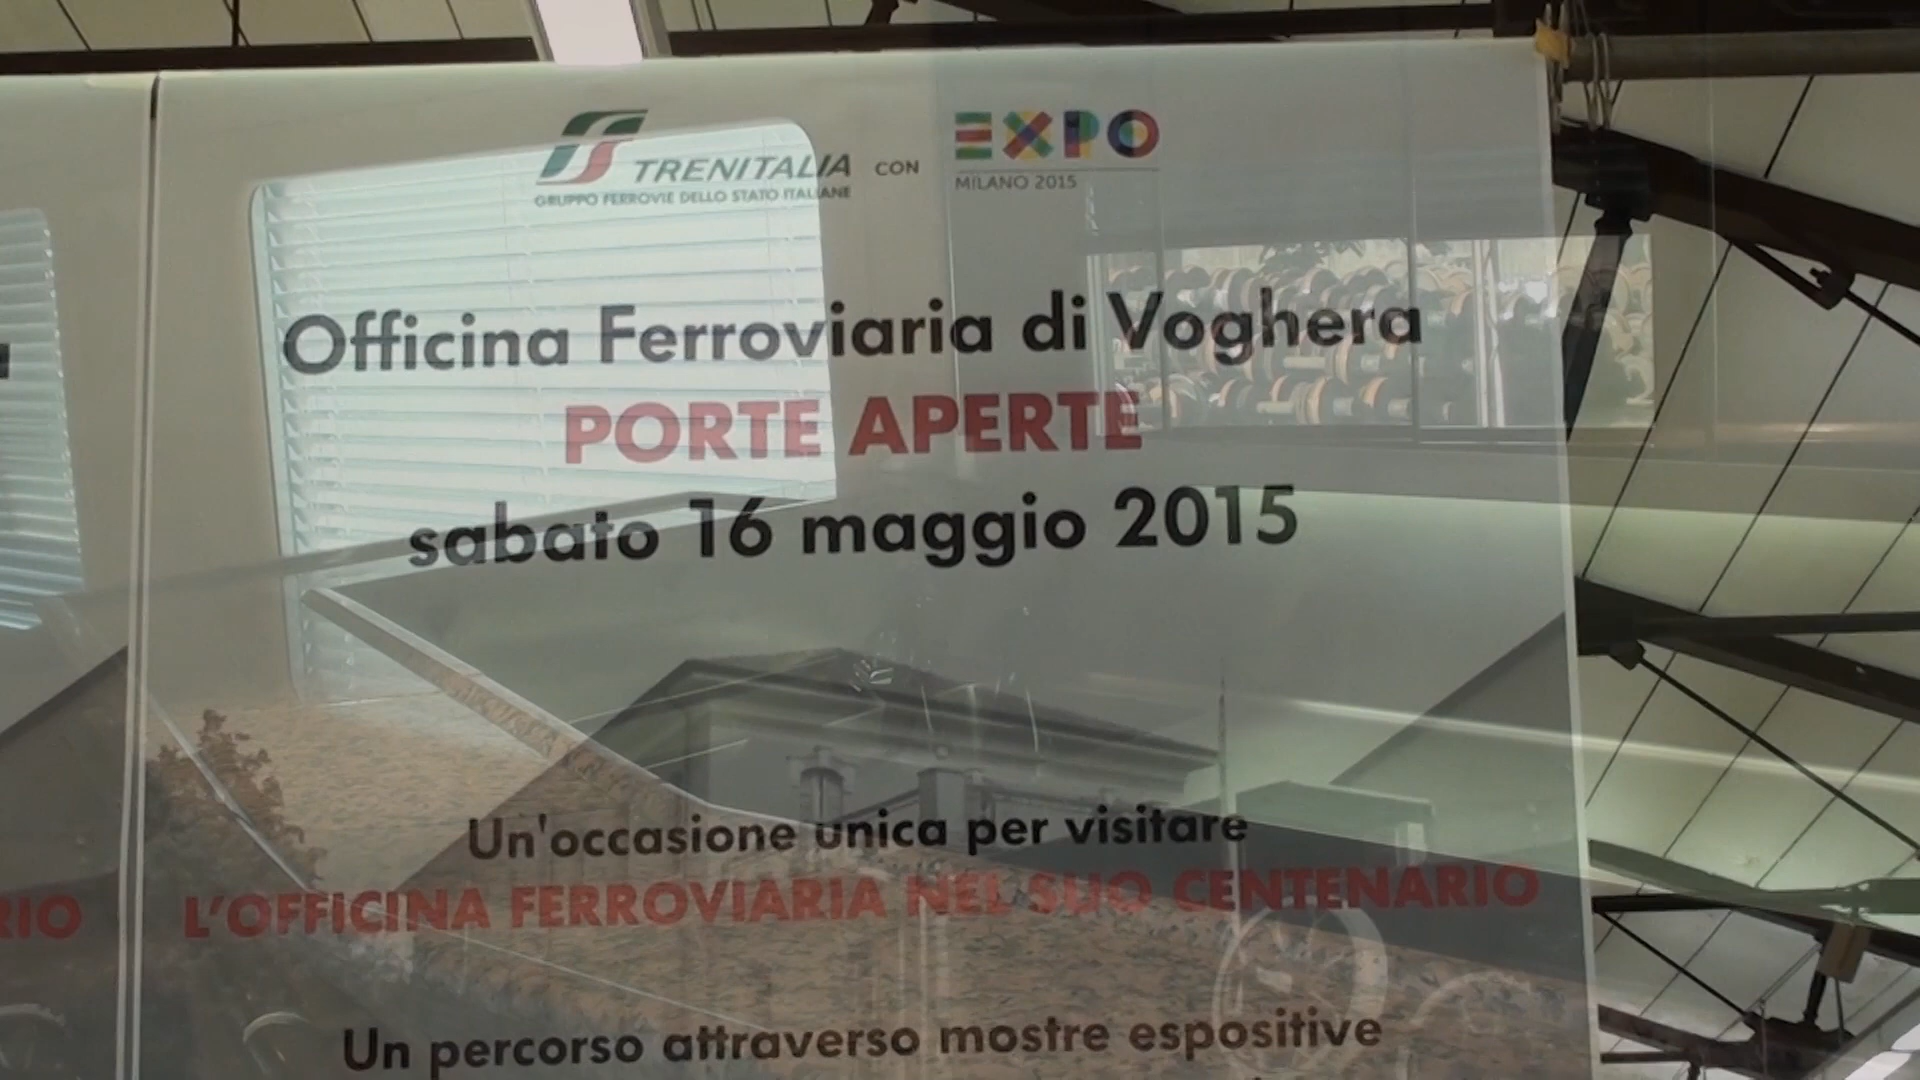 TRENITALIA CON EXPO
GRUPPO FERROVIE DELLO STATO ITALIANE
MILANO 2015
Officina Ferroviaria di Voghera
PORTE APERTE
sabato 16 maggio 2015
Un'occasione unica per visitare
L'OFFICINA FERROVIARIA NEL SUO CENTENARIO
RIO
Un percorso attraverso mostre espositive